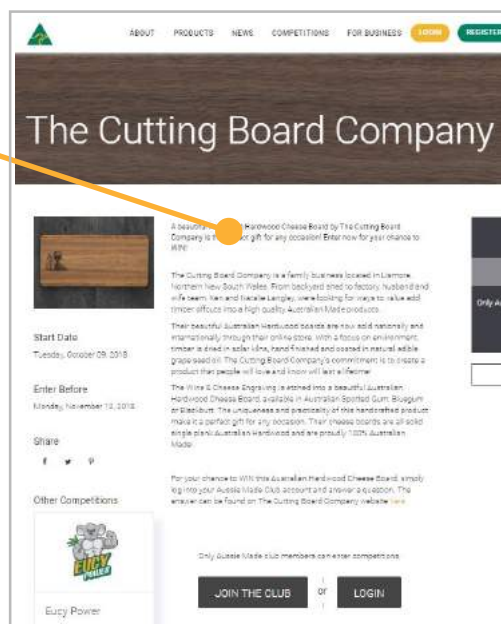 ABOUT PRODUCTS NEWS COMPETITIONS FOR BUSINESS LOGIN REGISTER
The Cutting Board Company
A beautiful Hardwood Cheese Board by The Cutting Board
Company is the perfect gift for any occasion! Enter now for your chance to
WIN!
The Cutting Board Company is a family business located in Lismore,
Northern New South Wales. From backyard shed to factory, husband and
wife team, Ken and Natalie Langley, were looking for ways to value add
timber offcuts into a high quality Australian Made products.
Their beautiful Australian Hardwood boards are now sold nationally and
internationally through their online store. With a focus on environment,
timber is dried in solar kilns, hand finished and coated in natural edible
grape seed oil. The Cutting Board Company's commitment is to create a
product that people will love and know will last a lifetime!
The Wine & Cheese Engraving is etched into a beautiful Australian
Hardwood Cheese Board, available in Australian Spotted Gum, Bluegum
or Blackbutt. The uniqueness and practicality of this handcrafted product
make it a perfect gift for any occasion. Their cheese boards are all solid
single plank Australian Hardwood and are proudly 100% Australian
Made!
For your chance to WIN this Australian Hardwood Cheese Board, simply
log into your Aussie Made Club account and answer a question. The
answer can be found on The Cutting Board Company website here
Only Aussie Made club members can enter competitions
JOIN THE CLUB or LOGIN
Start Date
Tuesday, October 09, 2018
Enter Before
Monday, November 12, 2018
Share
Other Competitions
EUCY
POWER
Eucy Power
Only Au